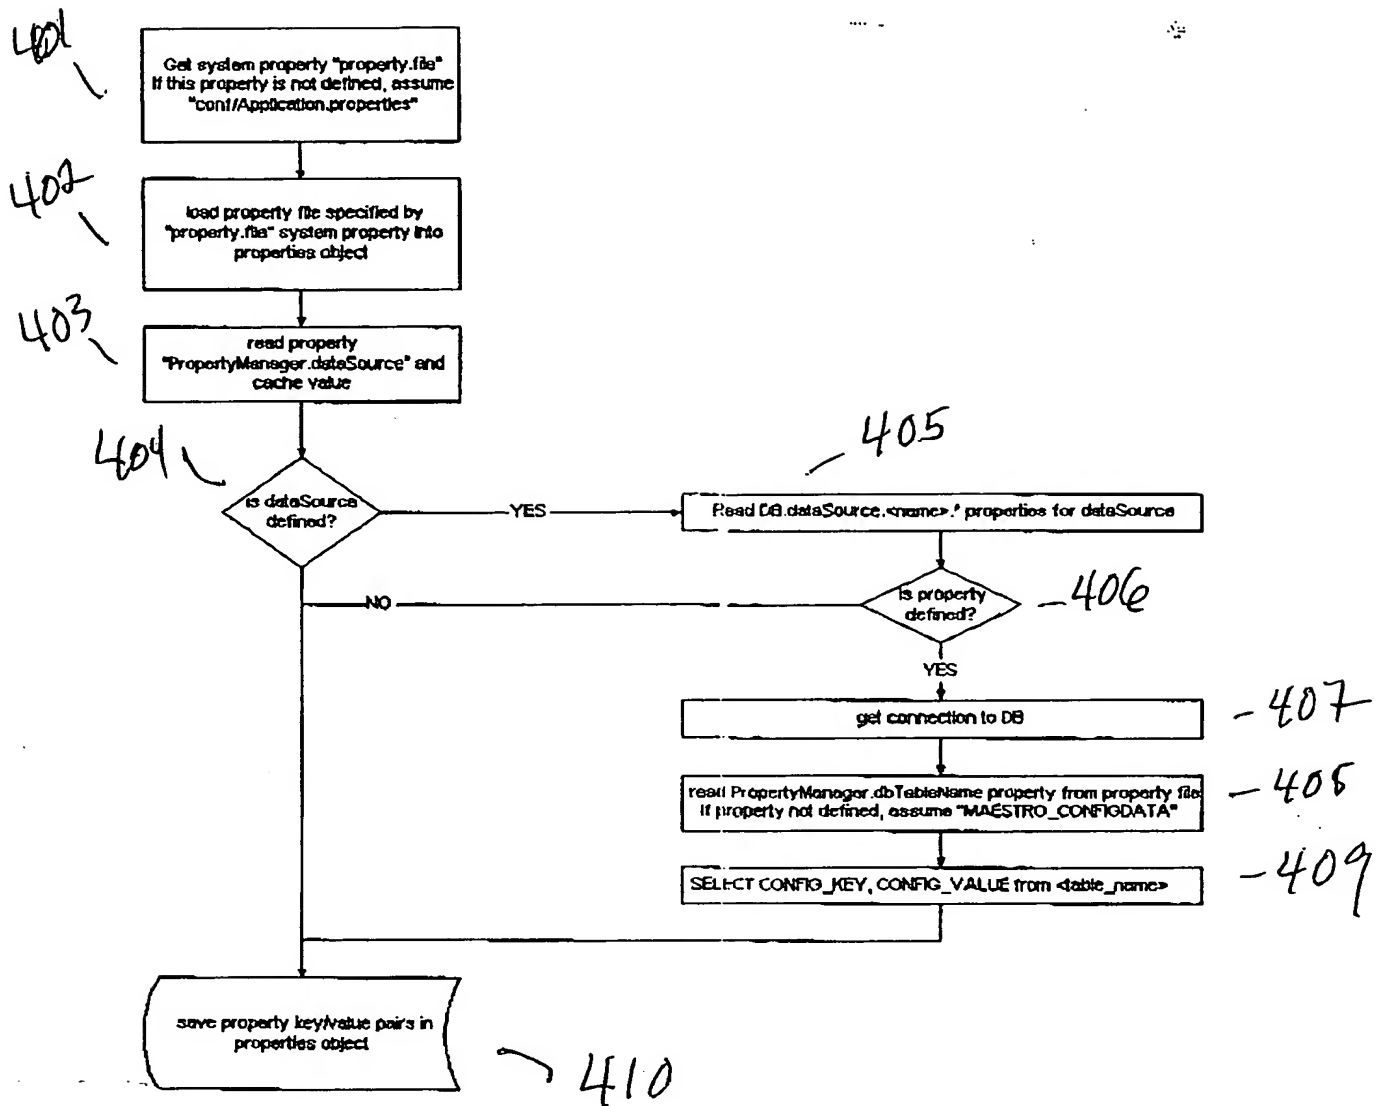 401
Get system property "property.file"
If this property is not defined, assume
"conf/Application.properties"
402
load property file specified by
"property.file" system property into
properties object
403
read property
"PropertyManager.dataSource" and
cache value
404
is dataSource
defined?
YES
405
Read DB.dataSource.<name>.* properties for dataSource
NO
is property
defined?
406
YES
get connection to DB
407
read PropertyManager.dbTableName property from property file
If property not defined, assume "MAESTRO_CONFIGDATA"
408
SELECT CONFIG_KEY, CONFIG_VALUE from <table_name>
409
save property key/value pairs in
properties object
410